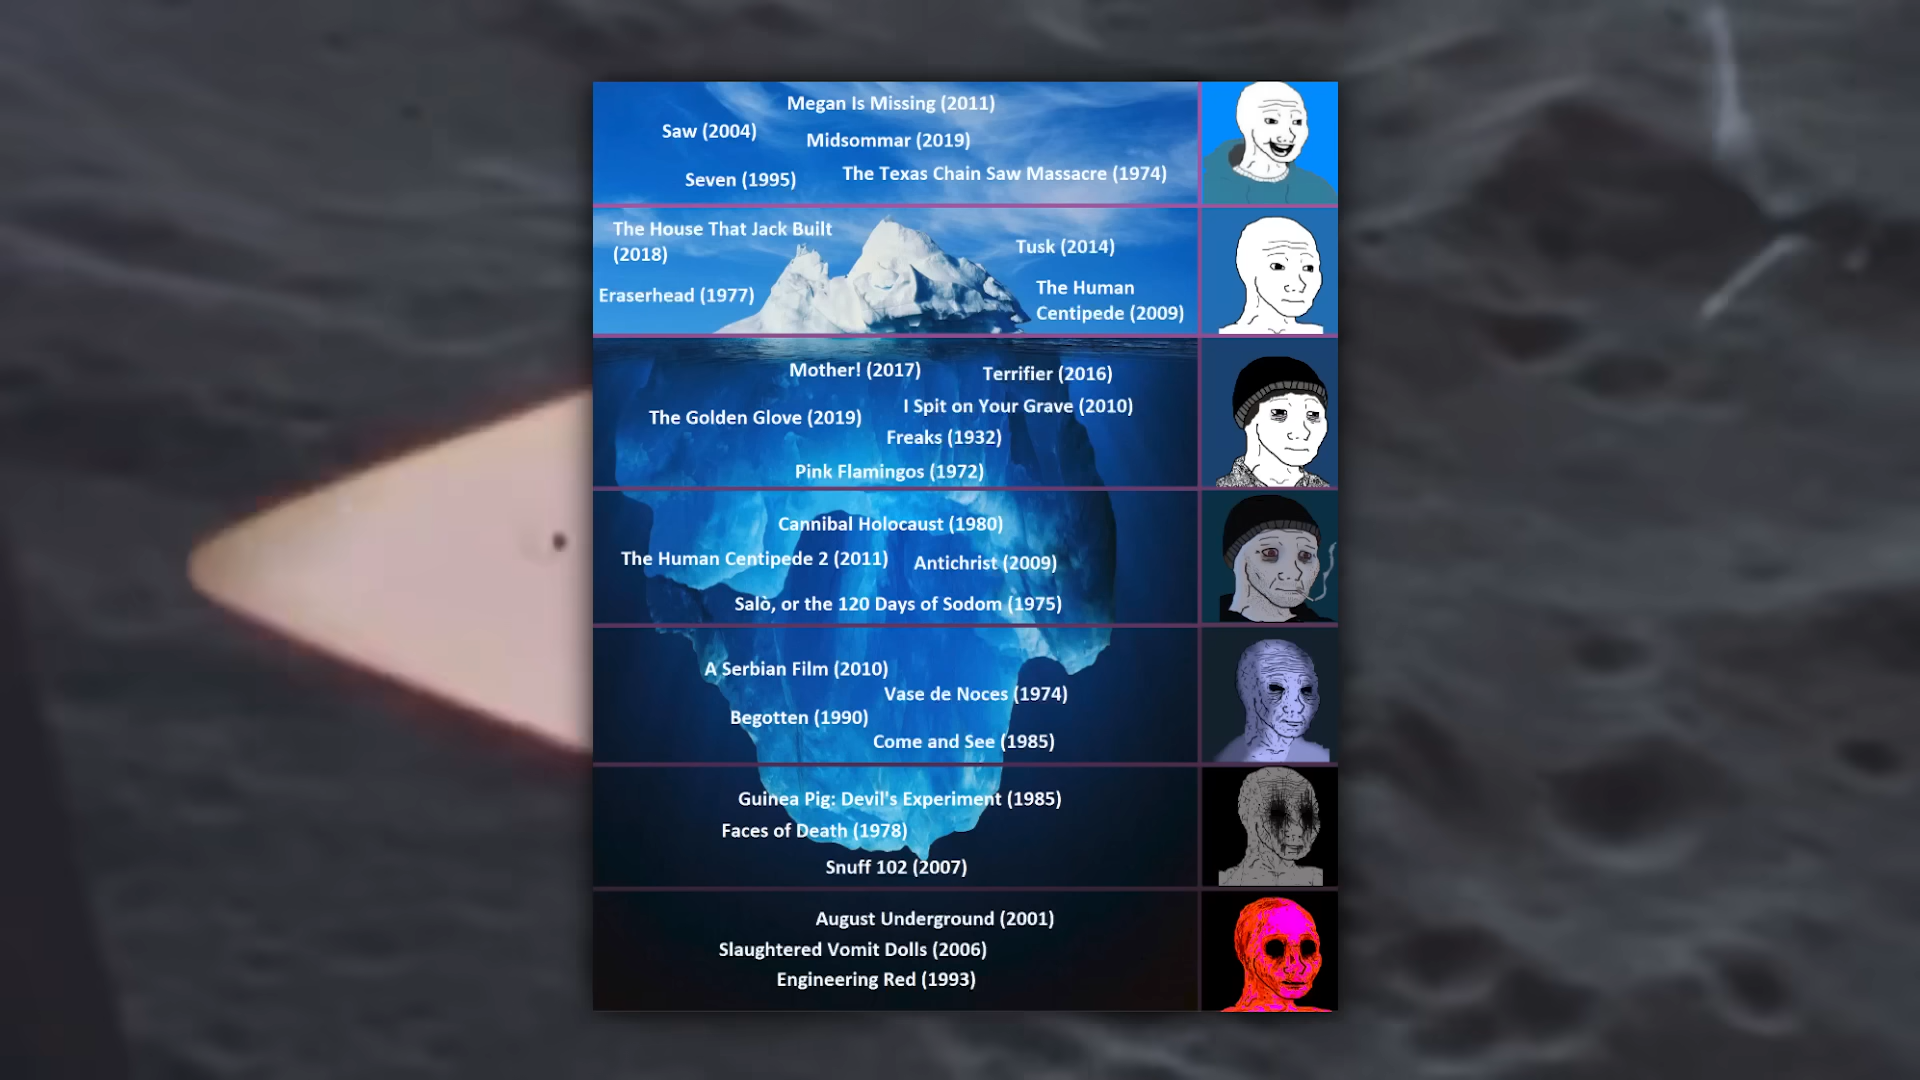 Megan Is Missing (2011)
Saw (2004)
Midsommar (2019)
The Texas Chain Saw Massacre (1974)
Seven (1995)
The House That Jack Built
(2018)
Tusk (2014)
Eraserhead (1977)
The Human
Centipede (2009)
Mother! (2017)
Terrifier (2016)
I Spit on Your Grave (2010)
The Golden Glove (2019)
Freaks (1932)
Pink Flamingos (1972)
Cannibal Holocaust (1980)
The Human Centipede 2 (2011)
Antichrist (2009)
Salò, or the 120 Days of Sodom (1975)
A Serbian Film (2010)
Vase de Noces (1974)
Begotten (1990)
Come and See (1985)
Guinea Pig: Devil's Experiment (1985)
Faces of Death (1978)
Snuff 102 (2007)
August Underground (2001)
Slaughtered Vomit Dolls (2006)
Engineering Red (1993)